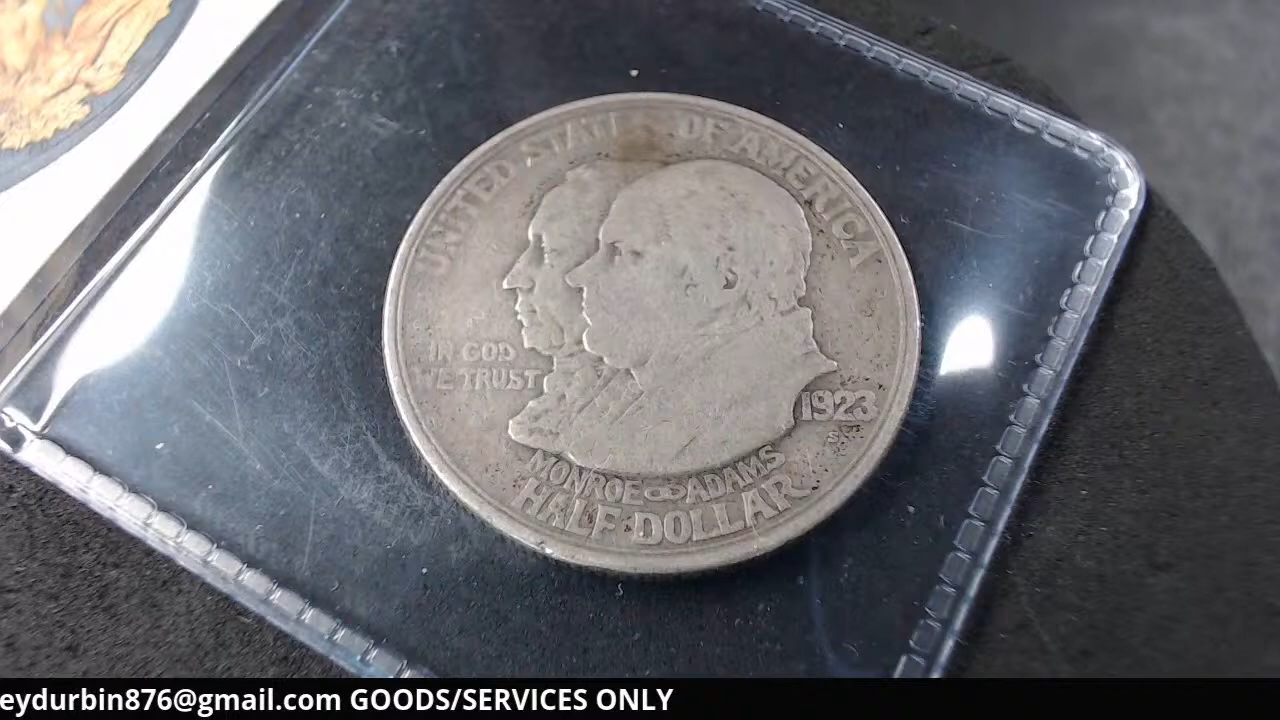 UNITED STATES OF AMERICA
IN GOD
WE TRUST
1923
S
MONROE ADAMS
HALF DOLLAR
eydurbin876@gmail.com GOODS/SERVICES ONLY